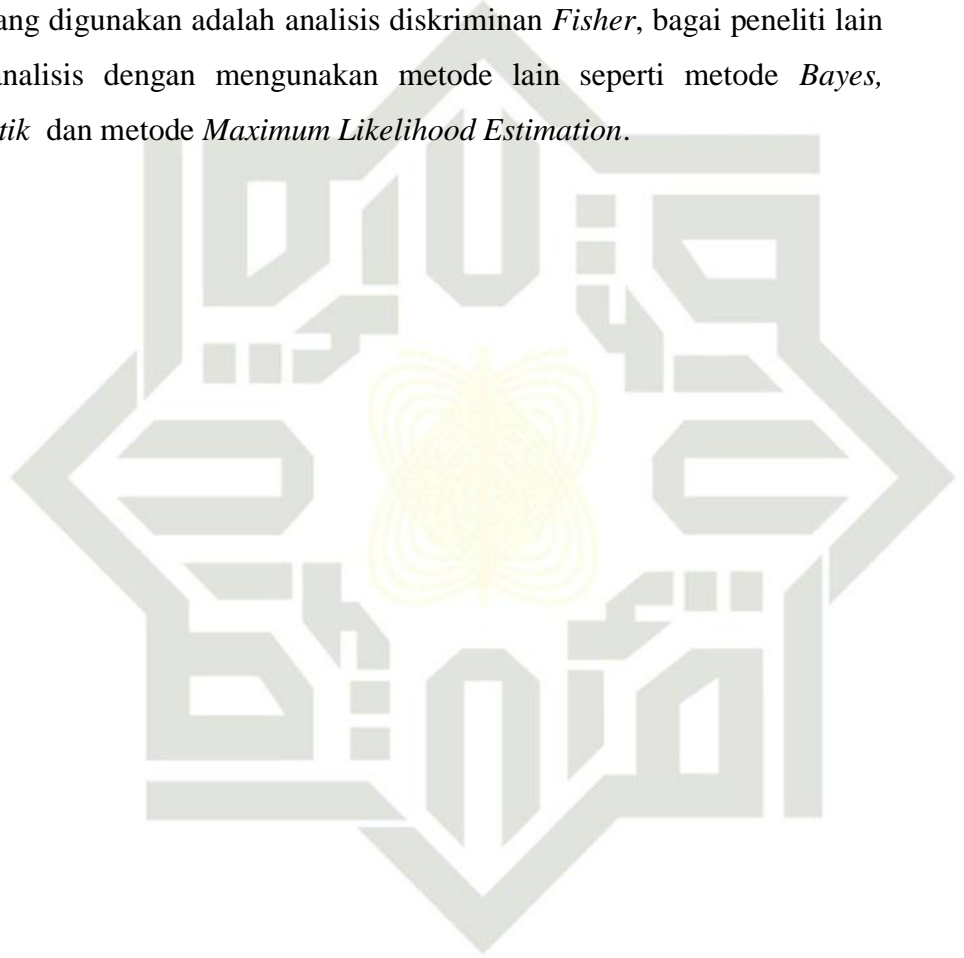 ang digunakan adalah analisis diskriminan Fisher, bagai peneliti lain
analisis dengan mengunakan metode lain seperti metode Bayes,
tik dan metode Maximum Likelihood Estimation.